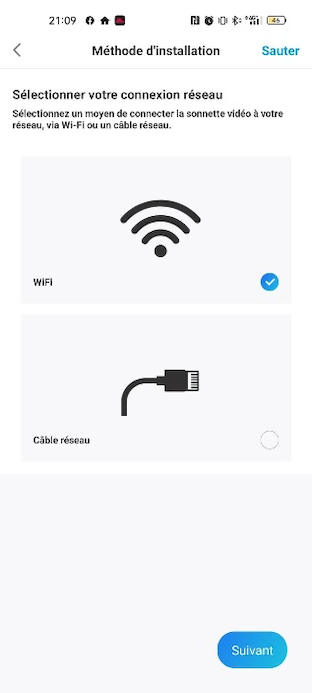 21:09
46
Méthode d'installation
Sauter
Sélectionner votre connexion réseau
Sélectionnez un moyen de connecter la sonnette vidéo à votre
réseau, via Wi-Fi ou un câble réseau.
WiFi
Câble réseau
Suivant